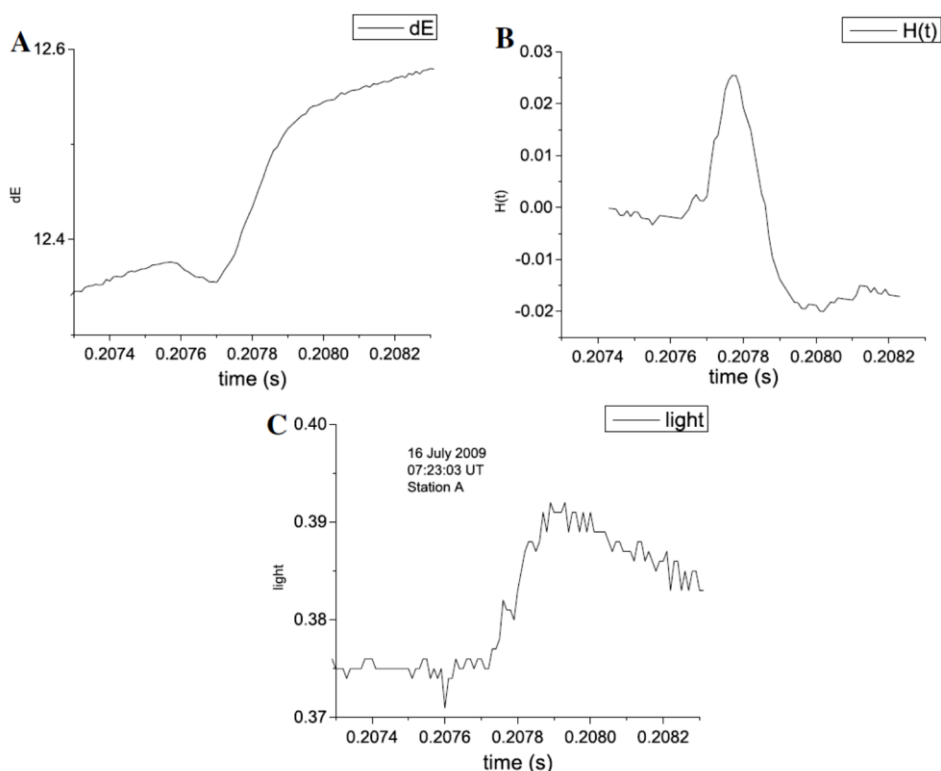 A
dE
12.6
12.4
dE
0.2074 0.2076 0.2078 0.2080 0.2082
time (s)
B
H(t)
0.03
0.02
0.01
0.00
-0.01
-0.02
H(t)
0.2074 0.2076 0.2078 0.2080 0.2082
time (s)
C
light
0.40
0.39
0.38
0.37
light
16 July 2009
07:23:03 UT
Station A
0.2074 0.2076 0.2078 0.2080 0.2082
time (s)